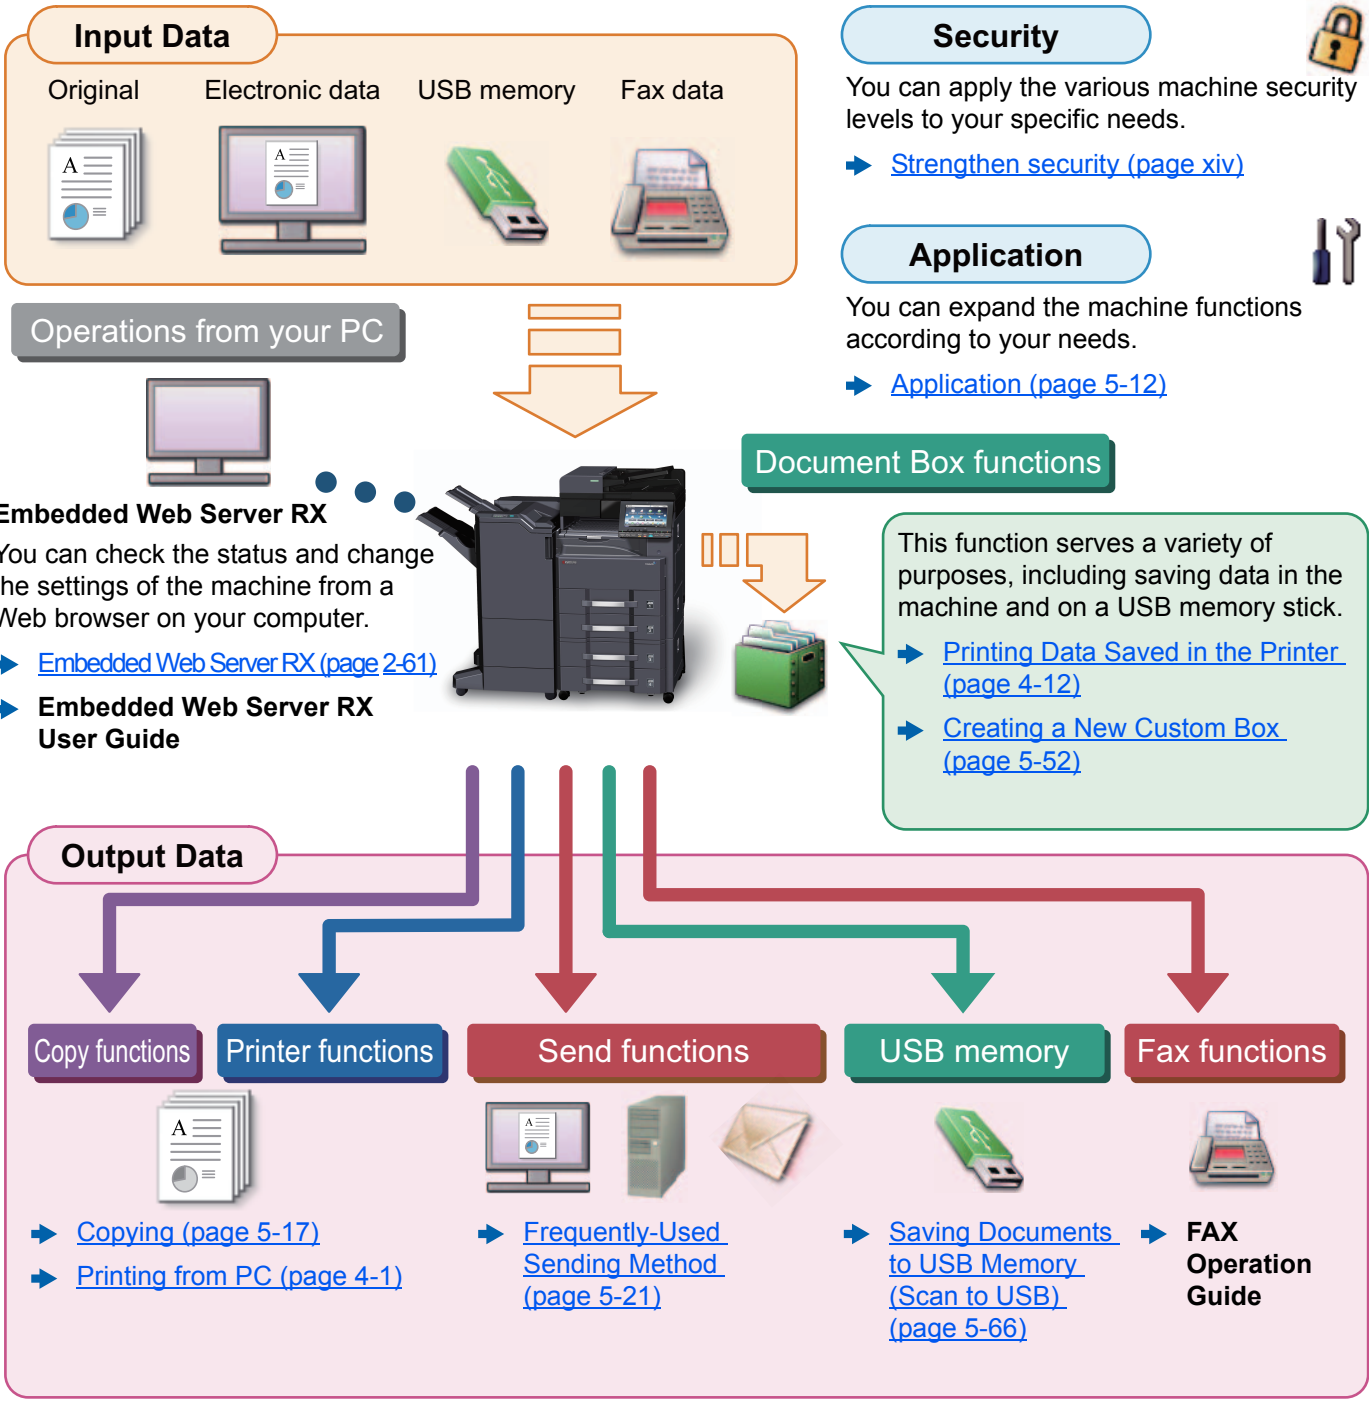 Input Data
Original
Electronic data
USB memory
Fax data
A
A
Security
You can apply the various machine security
levels to your specific needs.
Strengthen security (page xiv)
Application
You can expand the machine functions
according to your needs.
Application (page 5-12)
Operations from your PC
Embedded Web Server RX
You can check the status and change
the settings of the machine from a
Web browser on your computer.
Embedded Web Server RX (page 2-61)
Embedded Web Server RX
User Guide
Document Box functions
This function serves a variety of
purposes, including saving data in the
machine and on a USB memory stick.
Printing Data Saved in the Printer
(page 4-12)
Creating a New Custom Box
(page 5-52)
Output Data
Copy functions
Printer functions
Send functions
USB memory
Fax functions
A
A
Copying (page 5-17)
Printing from PC (page 4-1)
Frequently-Used
Sending Method
(page 5-21)
Saving Documents
to USB Memory
(Scan to USB)
(page 5-66)
FAX
Operation
Guide